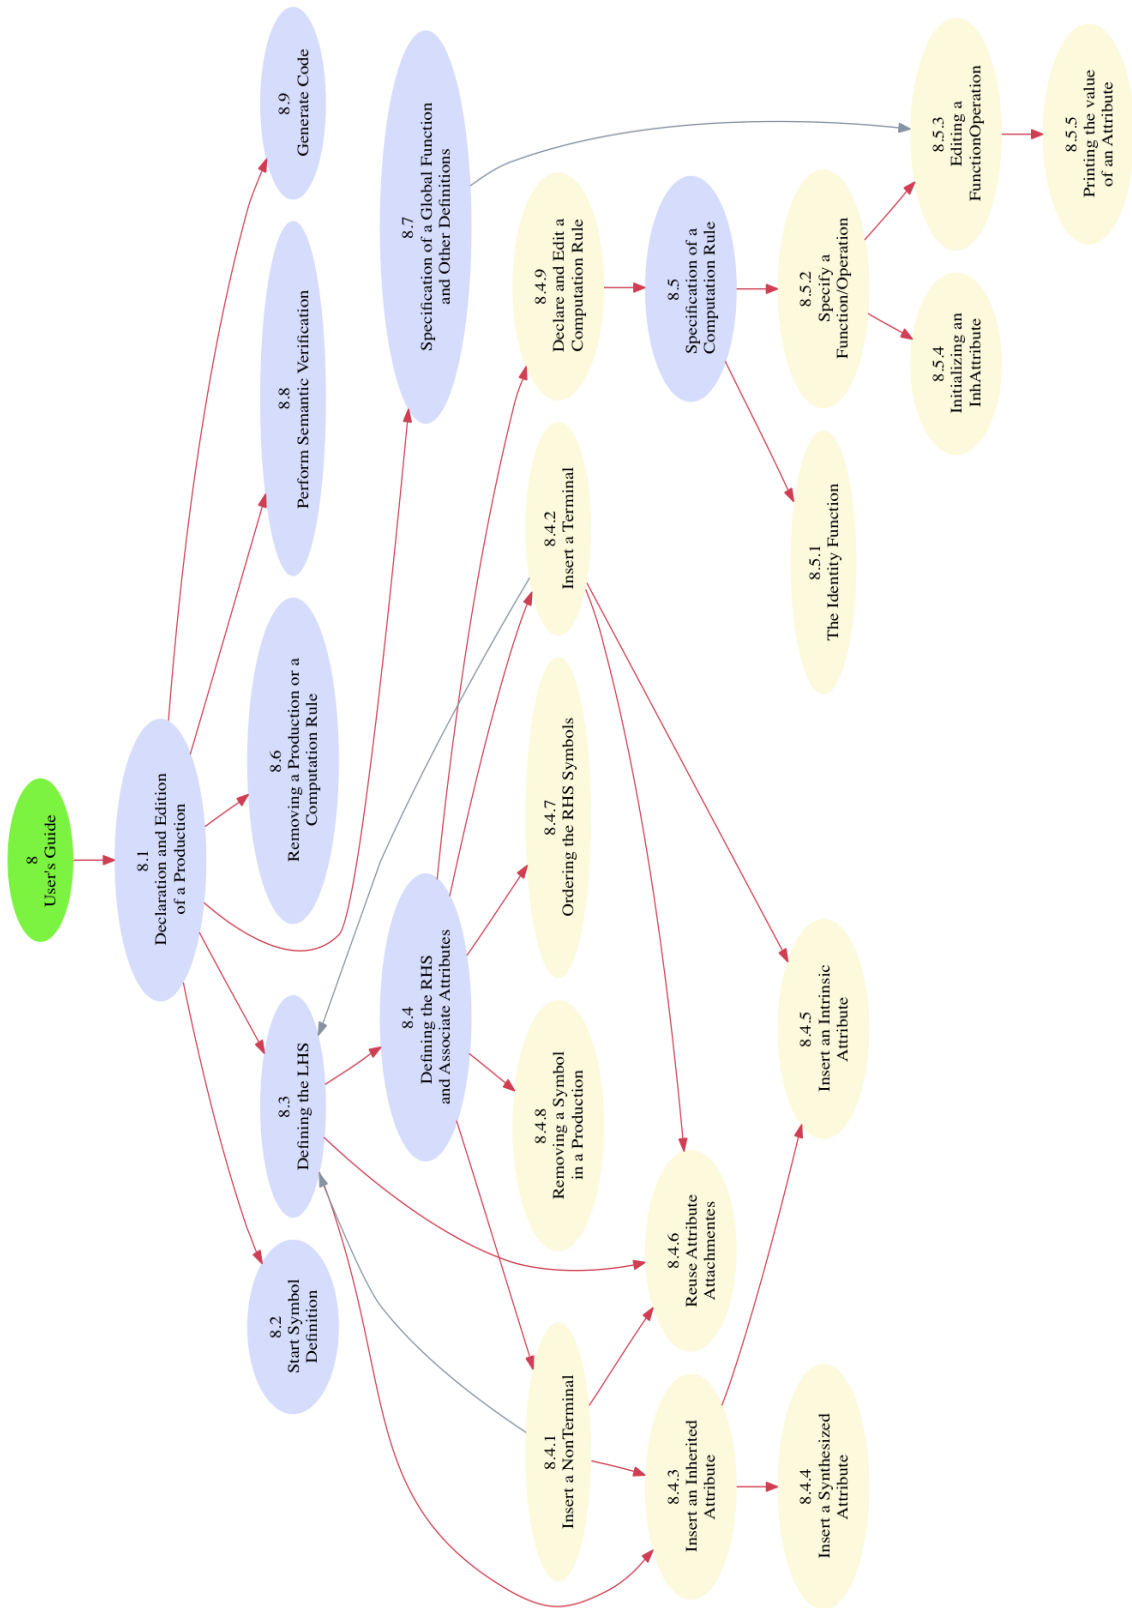 8
User's Guide
8.1
Declaration and Edition
of a Production
8.2
Start Symbol
Definition
8.3
Defining the LHS
8.6
Removing a Production or a
Computation Rule
8.8
Perform Semantic Verification
8.9
Generate Code
8.4
Defining the RHS
and Associate Attributes
8.7
Specification of a Global Function
and Other Definitions
8.4.1
Insert a NonTerminal
8.4.8
Removing a Symbol
in a Production
8.4.7
Ordering the RHS Symbols
8.4.2
Insert a Terminal
8.4.9
Declare and Edit a
Computation Rule
8.4.3
Insert an Inherited
Attribute
8.4.6
Reuse Attribute
Attachmentes
8.5
Specification of a
Computation Rule
8.4.4
Insert a Synthesized
Attribute
8.4.5
Insert an Intrinsic
Attribute
8.5.1
The Identity Function
8.5.2
Specify a
Function/Operation
8.5.4
Initializing an
InhAttribute
8.5.3
Editing a
FunctionOperation
8.5.5
Printing the value
of an Attribute